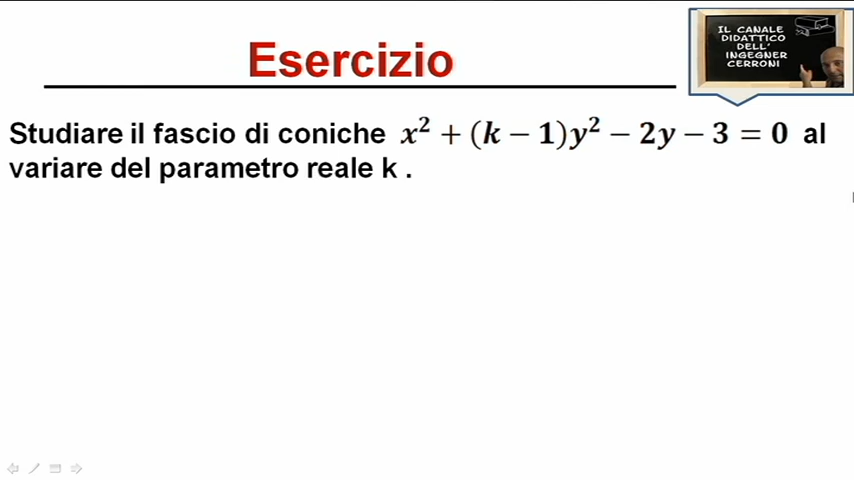 Esercizio
IL CANALE
DIDATTICO
DELL'
INGEGNER
CERRONI
Studiare il fascio di coniche x² + (k − 1)y² − 2y − 3 = 0 al
variare del parametro reale k .